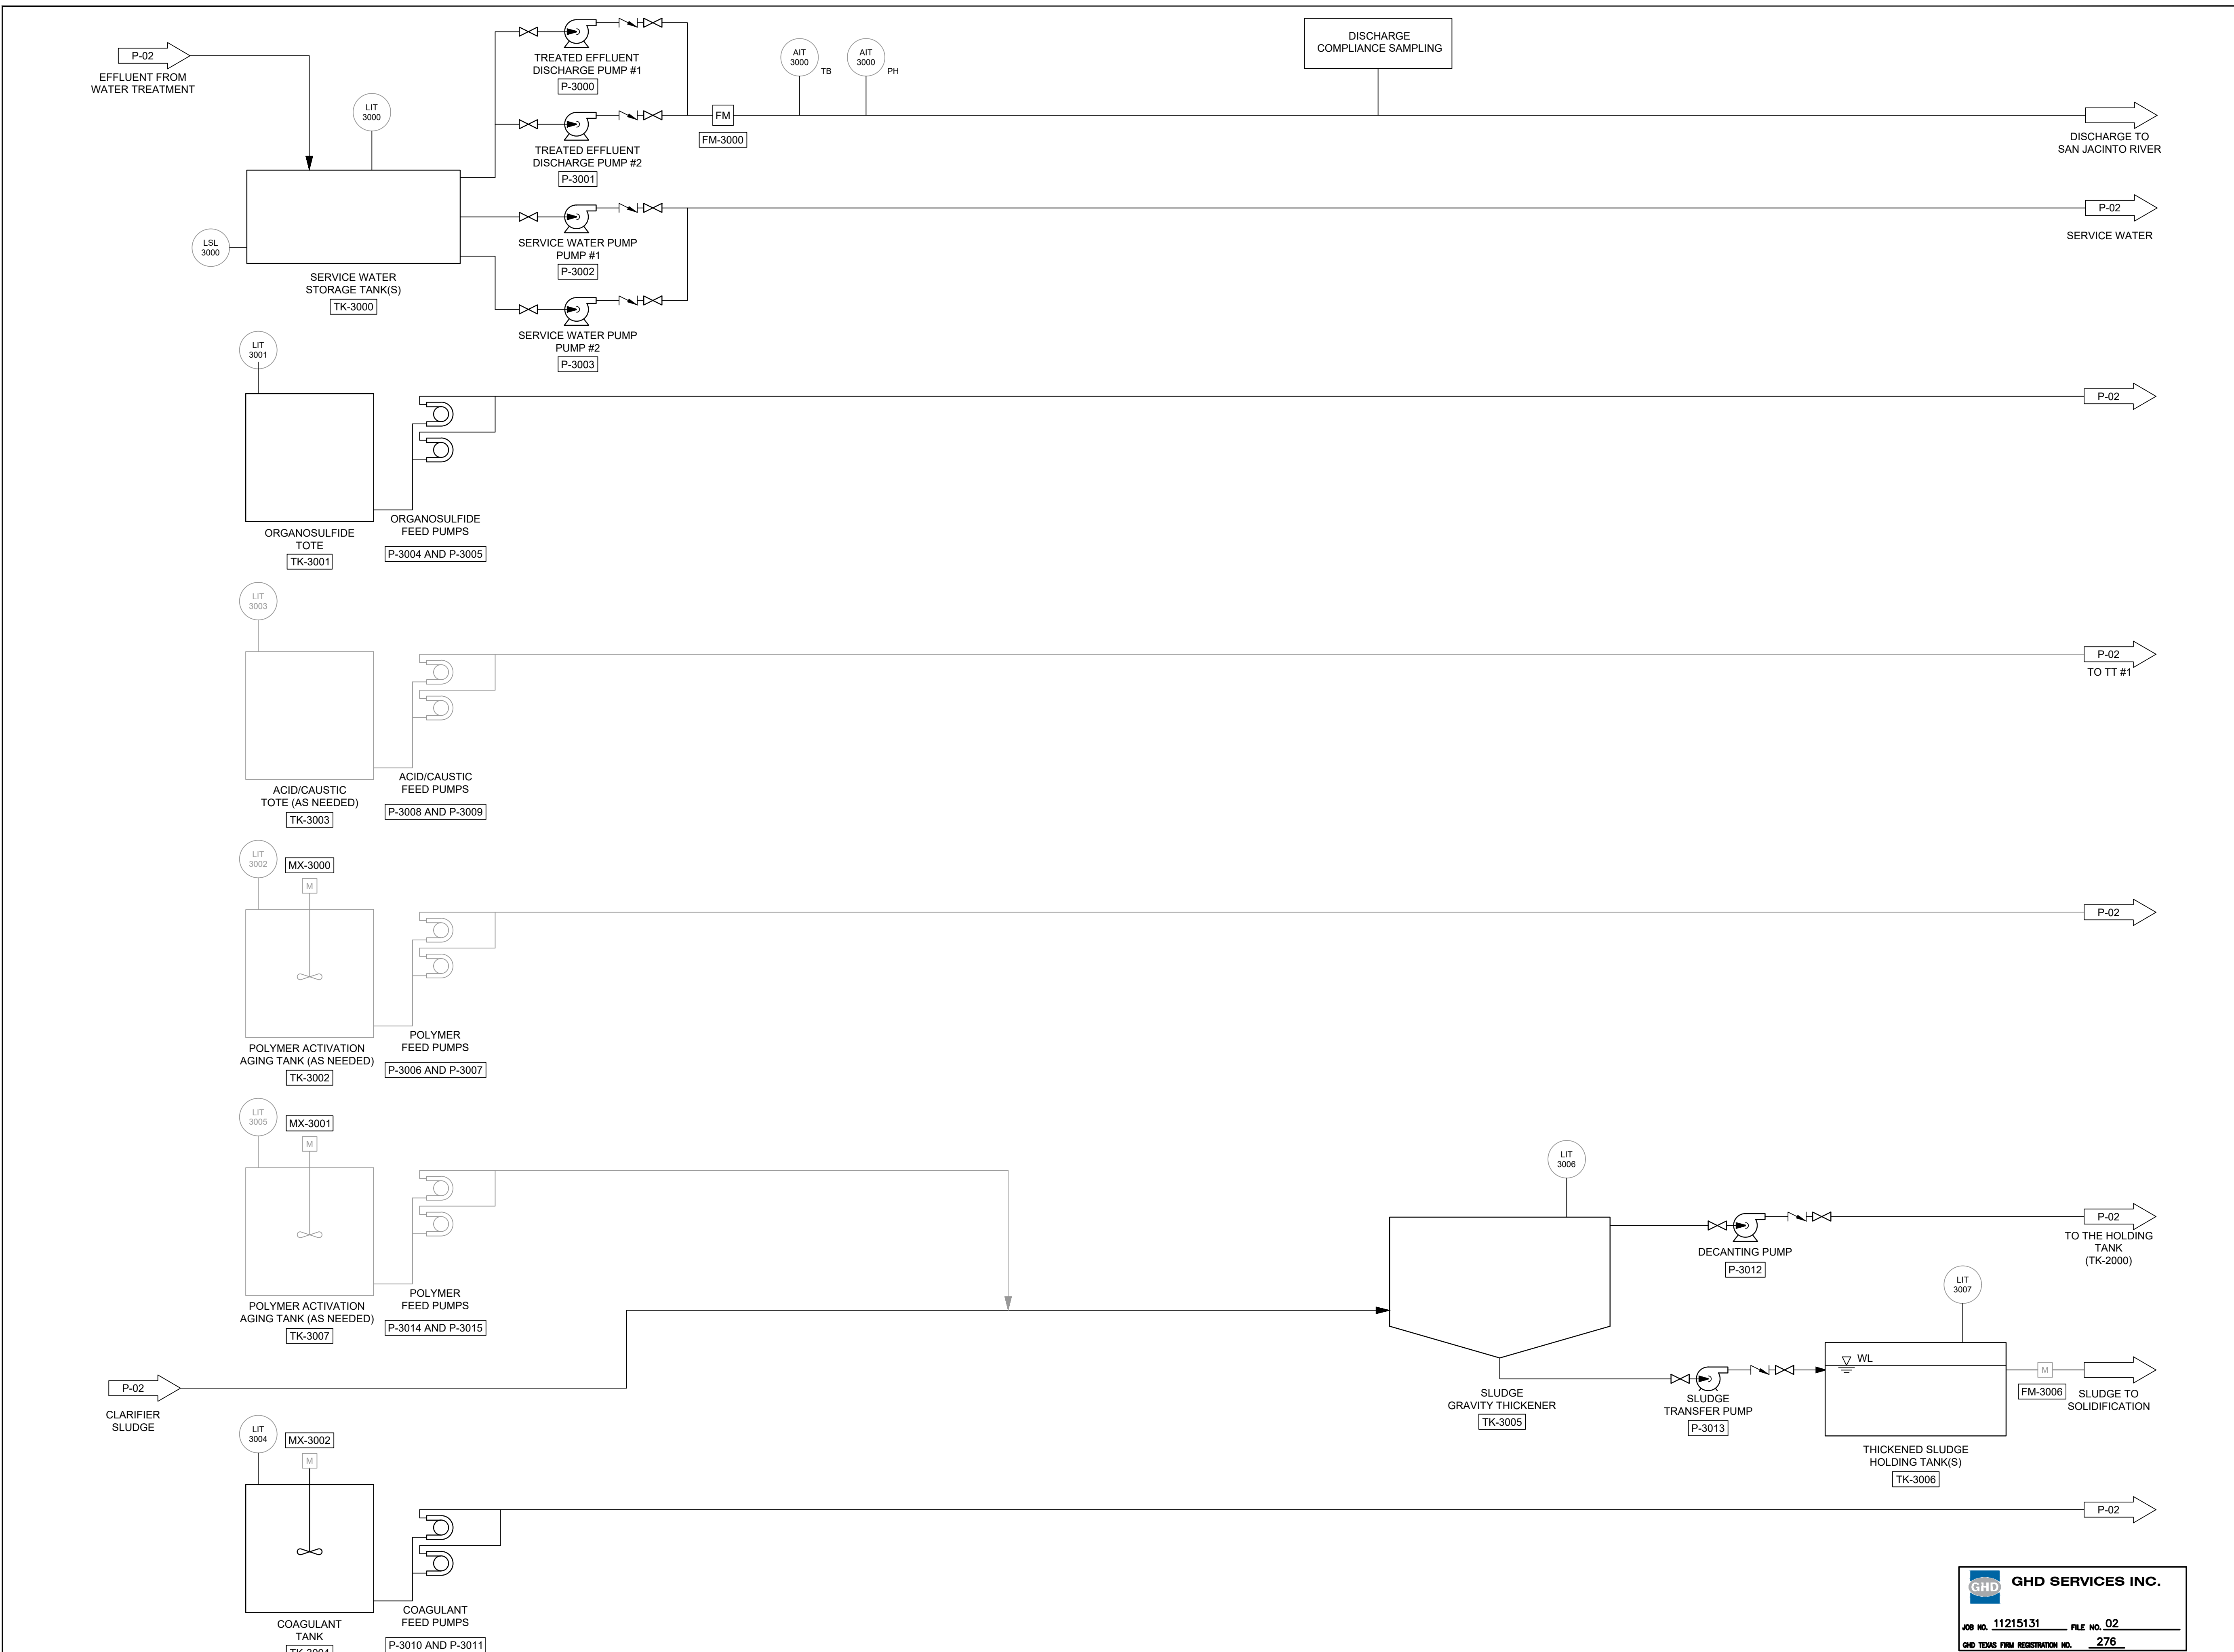 P-02
EFFLUENT FROM
WATER TREATMENT
LIT
3000
LSL
3000
SERVICE WATER
STORAGE TANK(S)
TK-3000
TREATED EFFLUENT
DISCHARGE PUMP #1
P-3000
TREATED EFFLUENT
DISCHARGE PUMP #2
P-3001
SERVICE WATER PUMP
PUMP #1
P-3002
SERVICE WATER PUMP
PUMP #2
P-3003
FM
FM-3000
AIT
3000
TB
AIT
3000
PH
DISCHARGE
COMPLIANCE SAMPLING
DISCHARGE TO
SAN JACINTO RIVER
P-02
SERVICE WATER
LIT
3001
ORGANOSULFIDE
TOTE
TK-3001
ORGANOSULFIDE
FEED PUMPS
P-3004 AND P-3005
P-02
LIT
3003
ACID/CAUSTIC
TOTE (AS NEEDED)
TK-3003
ACID/CAUSTIC
FEED PUMPS
P-3008 AND P-3009
P-02
TO TT #1
LIT
3002
MX-3000
M
POLYMER ACTIVATION
AGING TANK (AS NEEDED)
TK-3002
POLYMER
FEED PUMPS
P-3006 AND P-3007
P-02
LIT
3005
MX-3001
M
POLYMER ACTIVATION
AGING TANK (AS NEEDED)
TK-3007
POLYMER
FEED PUMPS
P-3014 AND P-3015
P-02
CLARIFIER
SLUDGE
LIT
3006
SLUDGE
GRAVITY THICKENER
TK-3005
DECANTING PUMP
P-3012
P-02
TO THE HOLDING
TANK
(TK-2000)
SLUDGE
TRANSFER PUMP
P-3013
LIT
3007
WL
THICKENED SLUDGE
HOLDING TANK(S)
TK-3006
M
FM-3006
SLUDGE TO
SOLIDIFICATION
LIT
3004
MX-3002
M
COAGULANT
TANK
TK-3004
COAGULANT
FEED PUMPS
P-3010 AND P-3011
P-02
GHD
GHD SERVICES INC.
JOB NO. 11215131 FILE NO. 02
GHD TEXAS FIRM REGISTRATION NO. 276